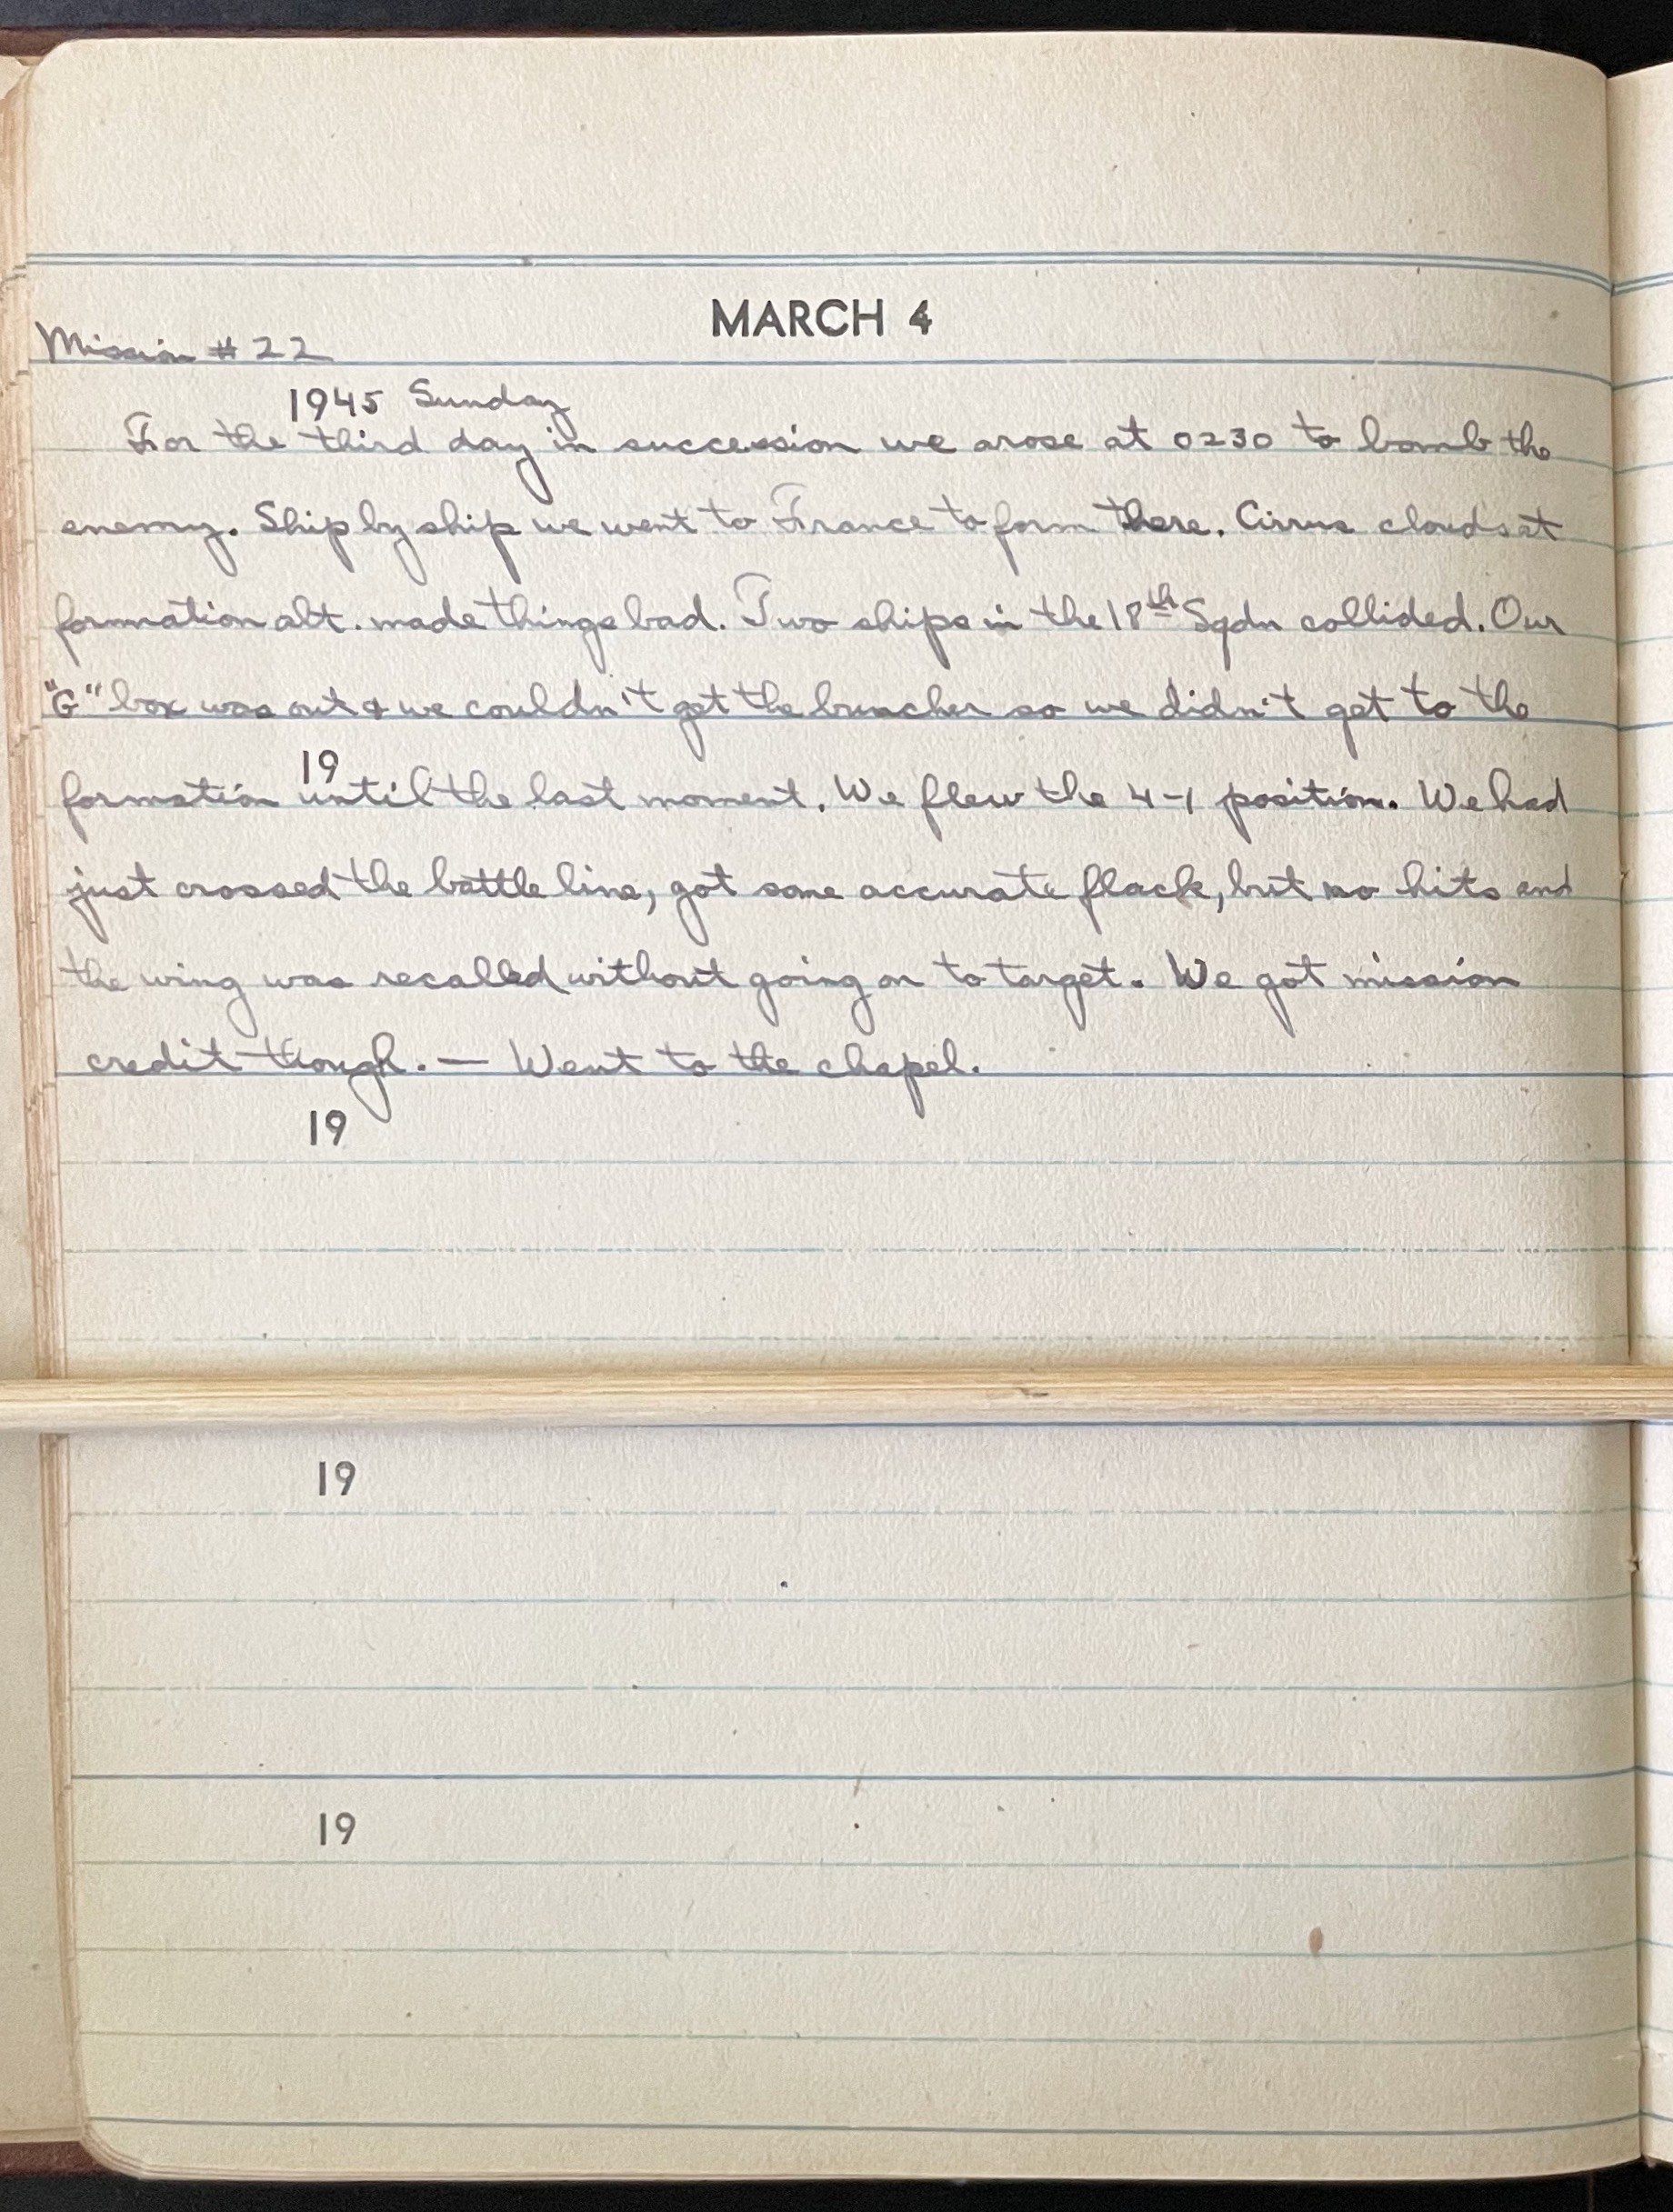 MARCH 4
Mission # 22
1945 Sunday
For the third day in succession we arose at 0230 to bomb the
enemy. Ship by ship we went to France to form there. Cirrus clouds at
formation alt. made things bad. Two ships in the 18th Sqdn collided. Our
"G" box was out & we couldn't get the buncher so we didn't get to the
19
formation until the last moment. We flew the 4-1 position. We had
just crossed the battle line, got some accurate flack, but no hits and
the wing was recalled without going on to target. We got mission
credit though. — Went to the chapel.
19
19
19